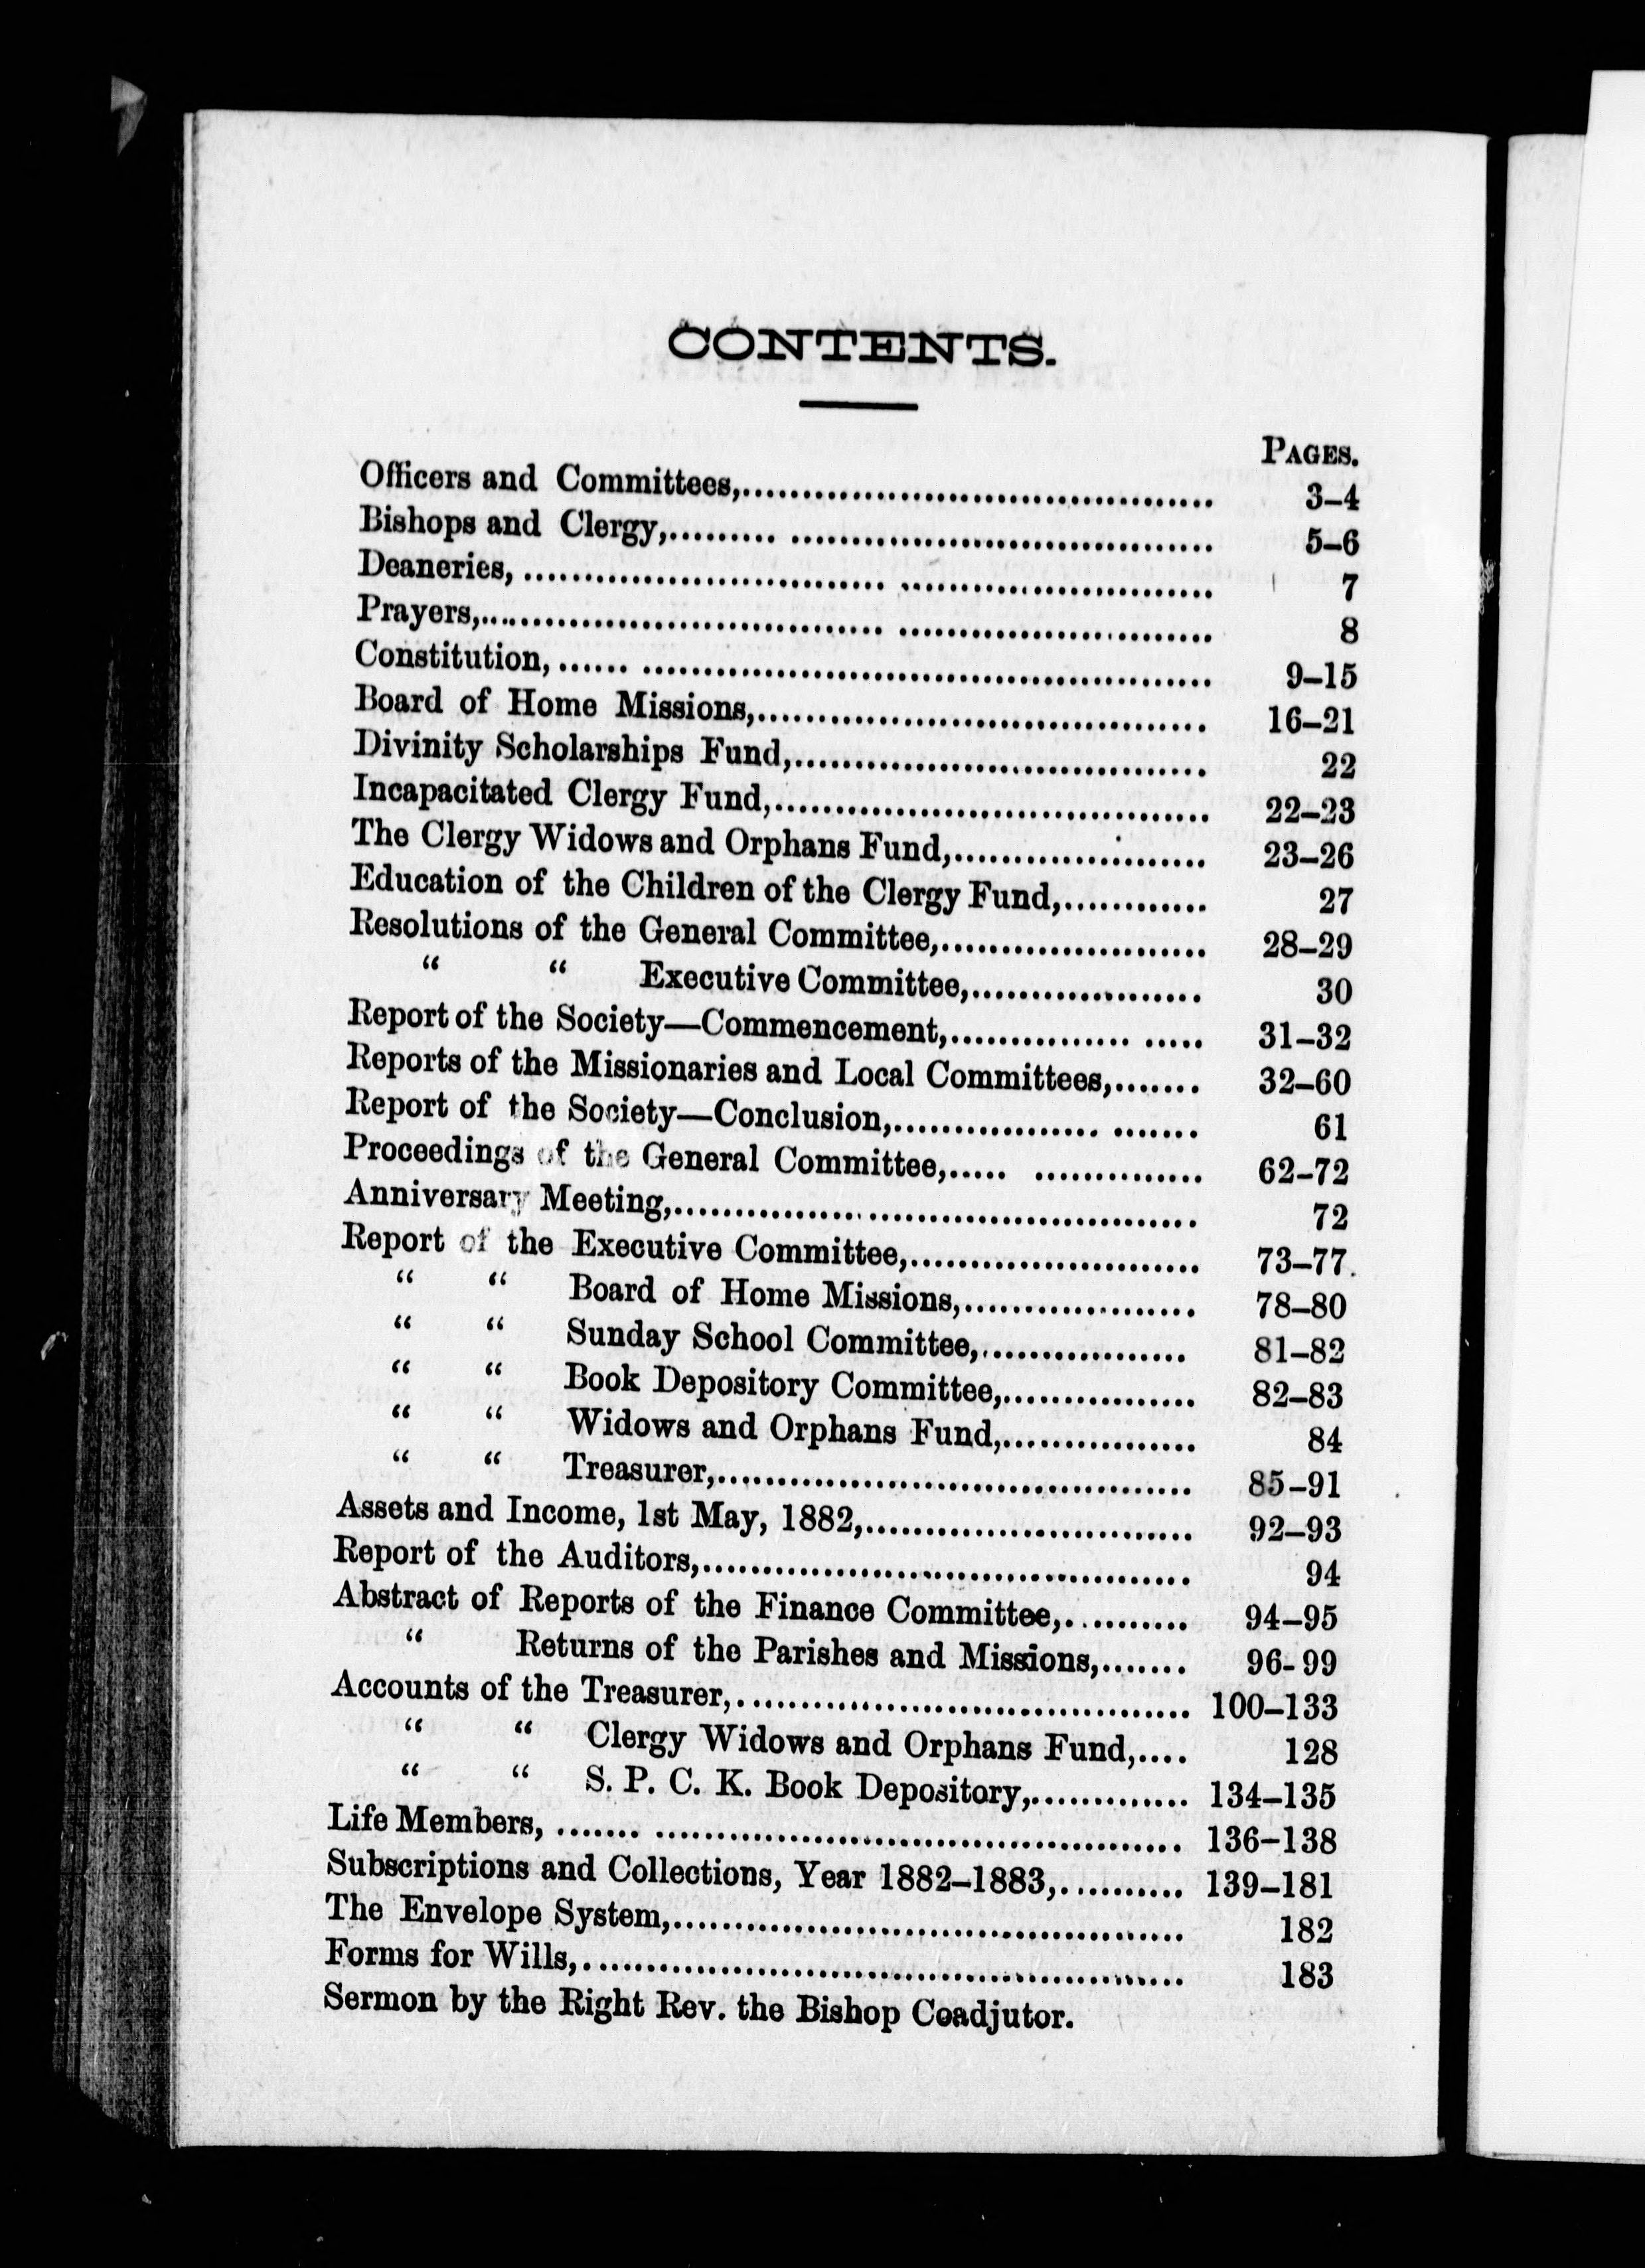 CONTENTS.
PAGES.
Officers and Committees,........................................ 3–4
Bishops and Clergy,......... .................................... 5–6
Deaneries, .............................. .......................... 7
Prayers,.................................. .......................... 8
Constitution, ...... ................................................ 9–15
Board of Home Missions,...................................... 16–21
Divinity Scholarships Fund,................................... 22
Incapacitated Clergy Fund,..................................... 22–23
The Clergy Widows and Orphans Fund,..................... 23–26
Education of the Children of the Clergy Fund,............ 27
Resolutions of the General Committee,...................... 28–29
“ “ Executive Committee,................... 30
Report of the Society—Commencement,............... ..... 31–32
Reports of the Missionaries and Local Committees,....... 32–60
Report of the Society—Conclusion,................. ....... 61
Proceedings of the General Committee,..... .............. 62–72
Anniversary Meeting,............................................ 72
Report of the Executive Committee,........................ 73–77.
“ “ Board of Home Missions,................... 78–80
“ “ Sunday School Committee,................. 81–82
“ “ Book Depository Committee,................ 82–83
“ “ Widows and Orphans Fund,................ 84
“ “ Treasurer,....................................... 85–91
Assets and Income, 1st May, 1882,........................... 92–93
Report of the Auditors,......................................... 94
Abstract of Reports of the Finance Committee,........... 94–95
“ Returns of the Parishes and Missions,....... 96-99
Accounts of the Treasurer,...................................... 100–133
“ “ Clergy Widows and Orphans Fund,.... 128
“ “ S. P. C. K. Book Depository,............. 134–135
Life Members, ....... ............................................ 136–138
Subscriptions and Collections, Year 1882–1883,........... 139–181
The Envelope System,........................................... 182
Forms for Wills,................................................... 183
Sermon by the Right Rev. the Bishop Coadjutor.